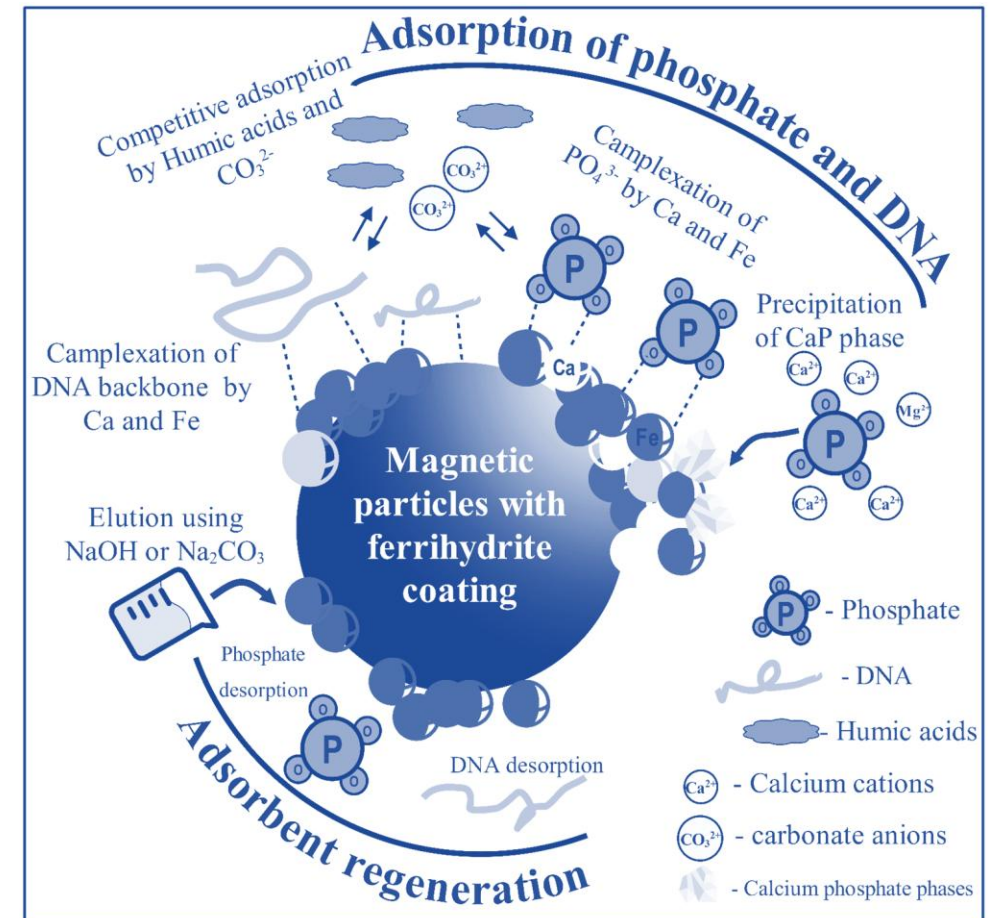 Adsorption of phosphate and DNA
Competitive adsorption
by Humic acids and
CO₃²⁻
CO₃²⁺
CO₃²⁺
Camplexation of
PO₄³⁻ by Ca and Fe
O
O
P
O
O
O
O
P
.O
O
Precipitation
of CaP phase
Ca²⁺
Ca²⁺
Mg²⁺
O
O
P
O
O
Ca²⁺
Ca²⁺
Camplexation of
DNA backbone by
Ca and Fe
Ca
Fe
Magnetic
particles with
ferrihydrite
coating
Elution using
NaOH or Na₂CO₃
Phosphate
desorption
O
O
P
O
O
DNA desorption
Adsorbent regeneration
O
O
P
O
O
- Phosphate
- DNA
- Humic acids
Ca²⁺ - Calcium cations
CO₃²⁺ - carbonate anions
- Calcium phosphate phases